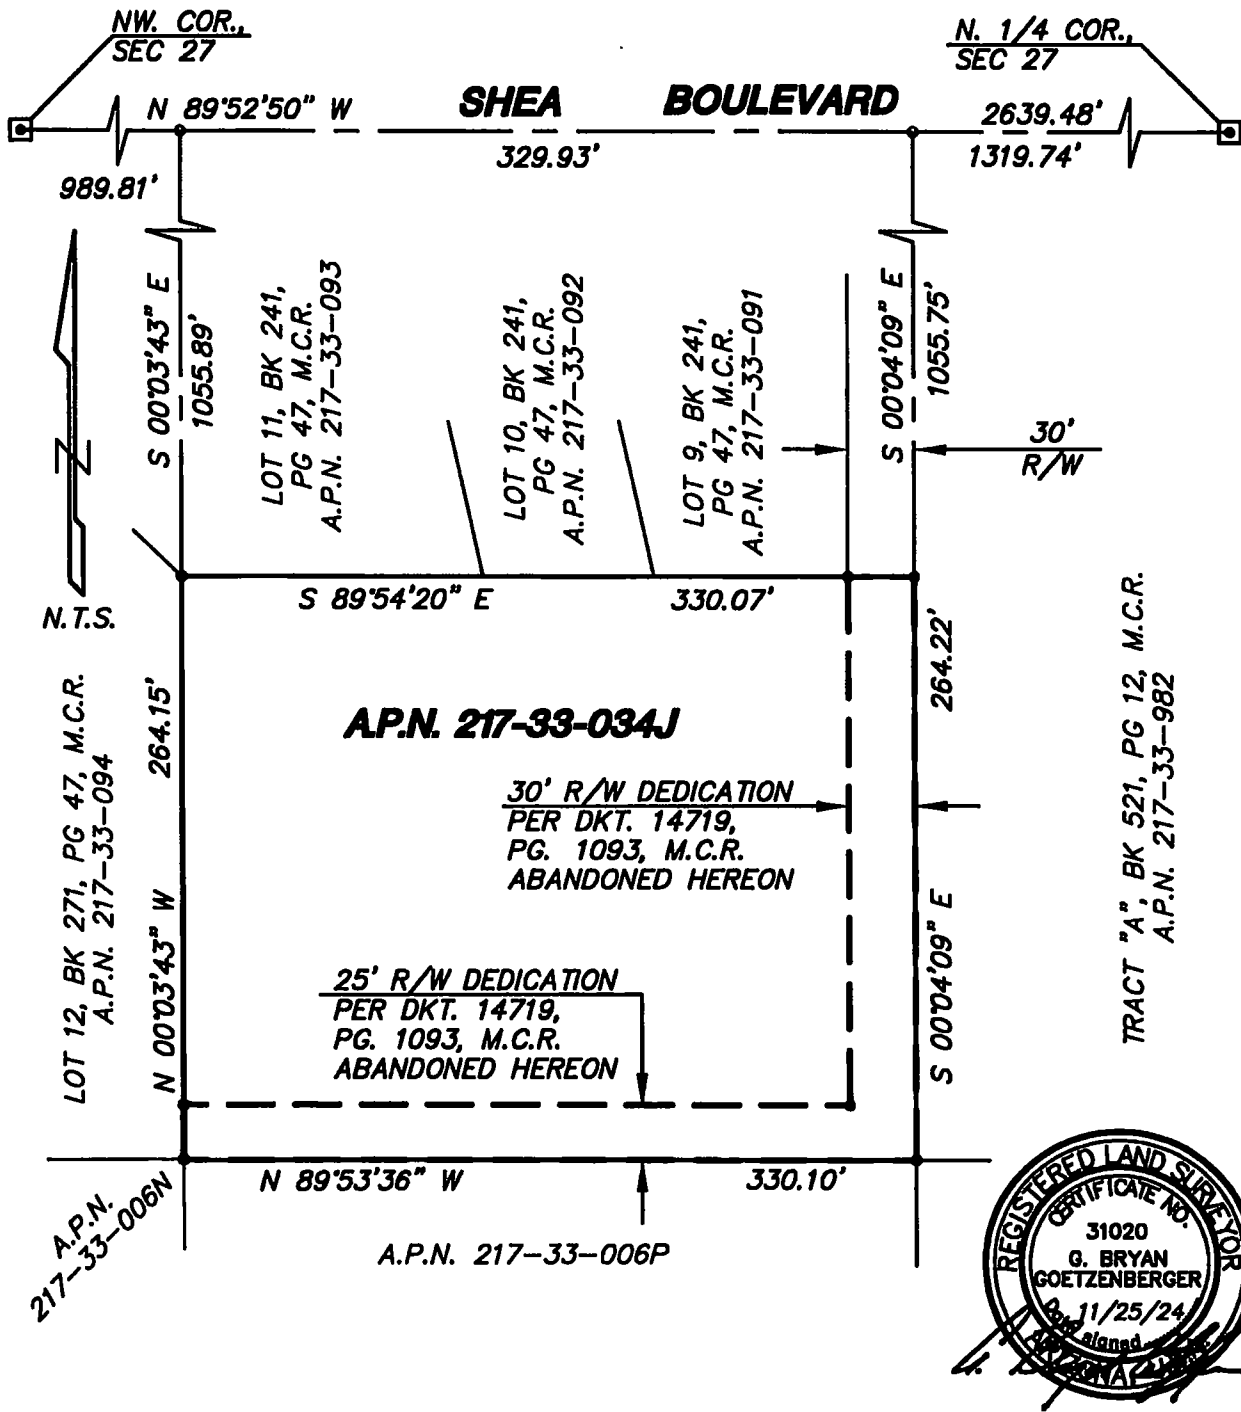 NW. COR.,
SEC 27
N. 1/4 COR.,
SEC 27
N 89°52'50" W
SHEA BOULEVARD
2639.48'
989.81'
329.93'
1319.74'
S 00°03'43" E
1055.89'
LOT 11, BK 241,
PG 47, M.C.R.
A.P.N. 217-33-093
LOT 10, BK 241,
PG 47, M.C.R.
A.P.N. 217-33-092
LOT 9, BK 241,
PG 47, M.C.R.
A.P.N. 217-33-091
S 00°04'09" E
1055.75'
30'
R/W
N
N.T.S.
S 89°54'20" E
330.07'
LOT 12, BK 271, PG 47, M.C.R.
A.P.N. 217-33-094
N 00°03'43" W
264.15'
A.P.N. 217-33-034J
264.22'
S 00°04'09" E
TRACT "A", BK 521, PG 12, M.C.R.
A.P.N. 217-33-982
30' R/W DEDICATION
PER DKT. 14719,
PG. 1093, M.C.R.
ABANDONED HEREON
25' R/W DEDICATION
PER DKT. 14719,
PG. 1093, M.C.R.
ABANDONED HEREON
N 89°53'36" W
330.10'
A.P.N.
217-33-006N
A.P.N. 217-33-006P
REGISTERED LAND SURVEYOR
CERTIFICATE NO.
31020
G. BRYAN
GOETZENBERGER
11/25/24
Date signed
ARIZONA,